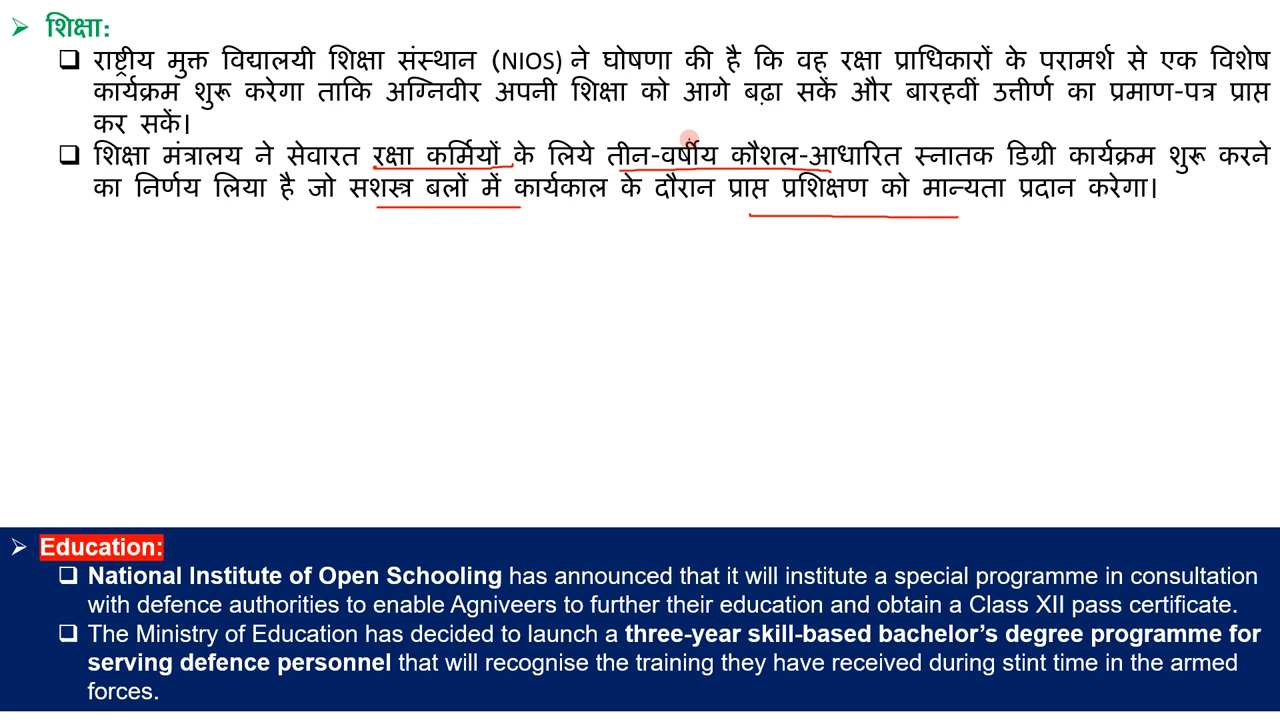 शिक्षा:
राष्ट्रीय मुक्त विद्यालयी शिक्षा संस्थान (NIOS) ने घोषणा की है कि वह रक्षा प्राधिकारों के परामर्श से एक विशेष
कार्यक्रम शुरू करेगा ताकि अग्निवीर अपनी शिक्षा को आगे बढ़ा सकें और बारहवीं उत्तीर्ण का प्रमाण-पत्र प्राप्त
कर सकें।
शिक्षा मंत्रालय ने सेवारत रक्षा कर्मियों के लिये तीन-वर्षीय कौशल-आधारित स्नातक डिग्री कार्यक्रम शुरू करने
का निर्णय लिया है जो सशस्त्र बलों में कार्यकाल के दौरान प्राप्त प्रशिक्षण को मान्यता प्रदान करेगा।
Education:
National Institute of Open Schooling has announced that it will institute a special programme in consultation
with defence authorities to enable Agniveers to further their education and obtain a Class XII pass certificate.
The Ministry of Education has decided to launch a three-year skill-based bachelor’s degree programme for
serving defence personnel that will recognise the training they have received during stint time in the armed
forces.